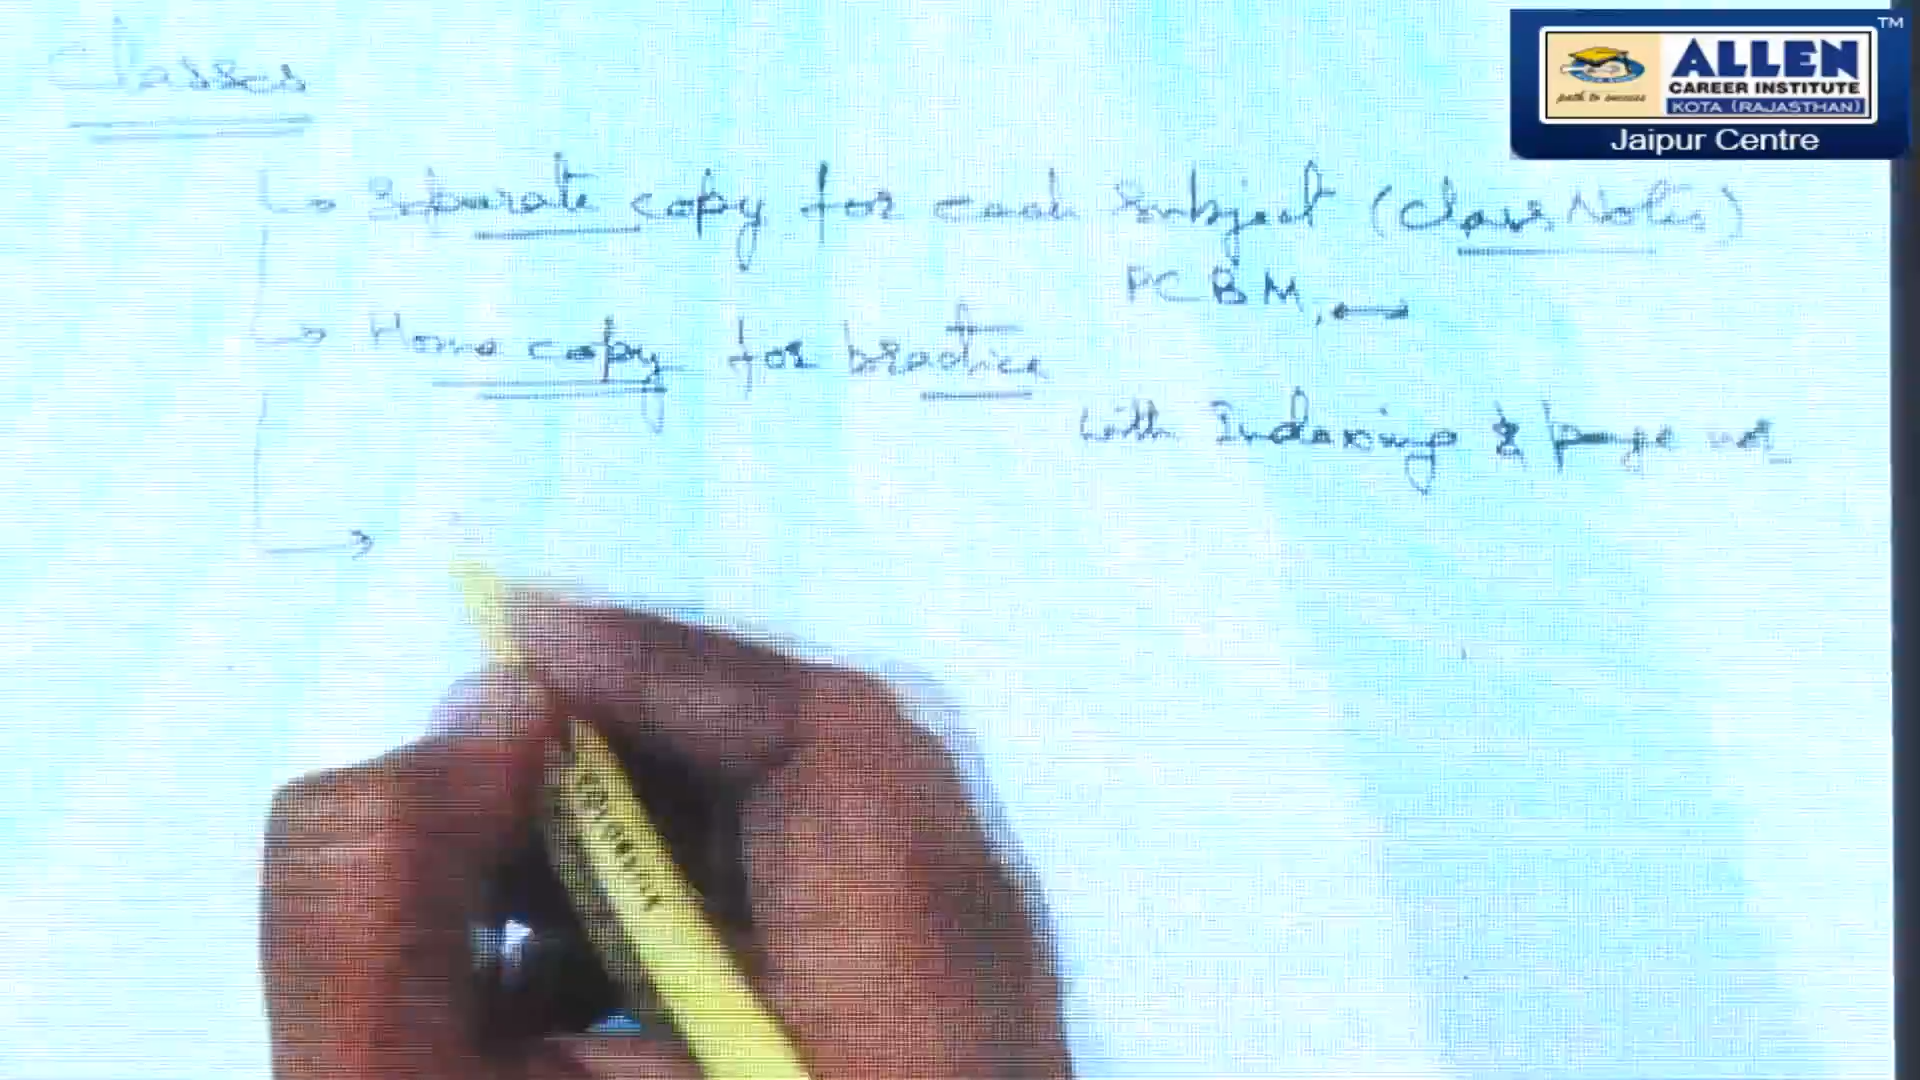 Classes
TM
ALLEN
CAREER INSTITUTE
path to success
KOTA (RAJASTHAN)
Jaipur Centre
→ Separate copy for each Subject (Class Notes)
PCBM,
→ Home copy for practice
with Indexing & page no.